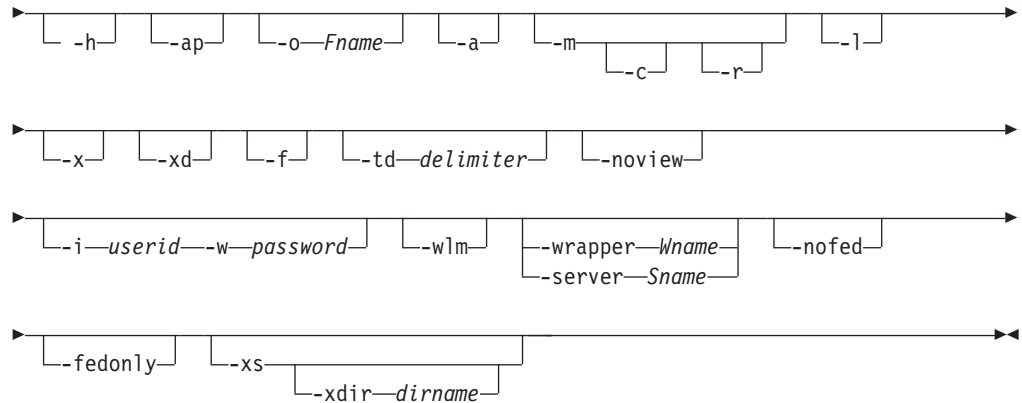 -h -ap -o Fname -a -m -l
-c -r
-x -xd -f -td delimiter -noview
-i userid -w password -wlm -wrapper Wname -nofed
-server Sname
-fedonly -xs
-xdir dirname